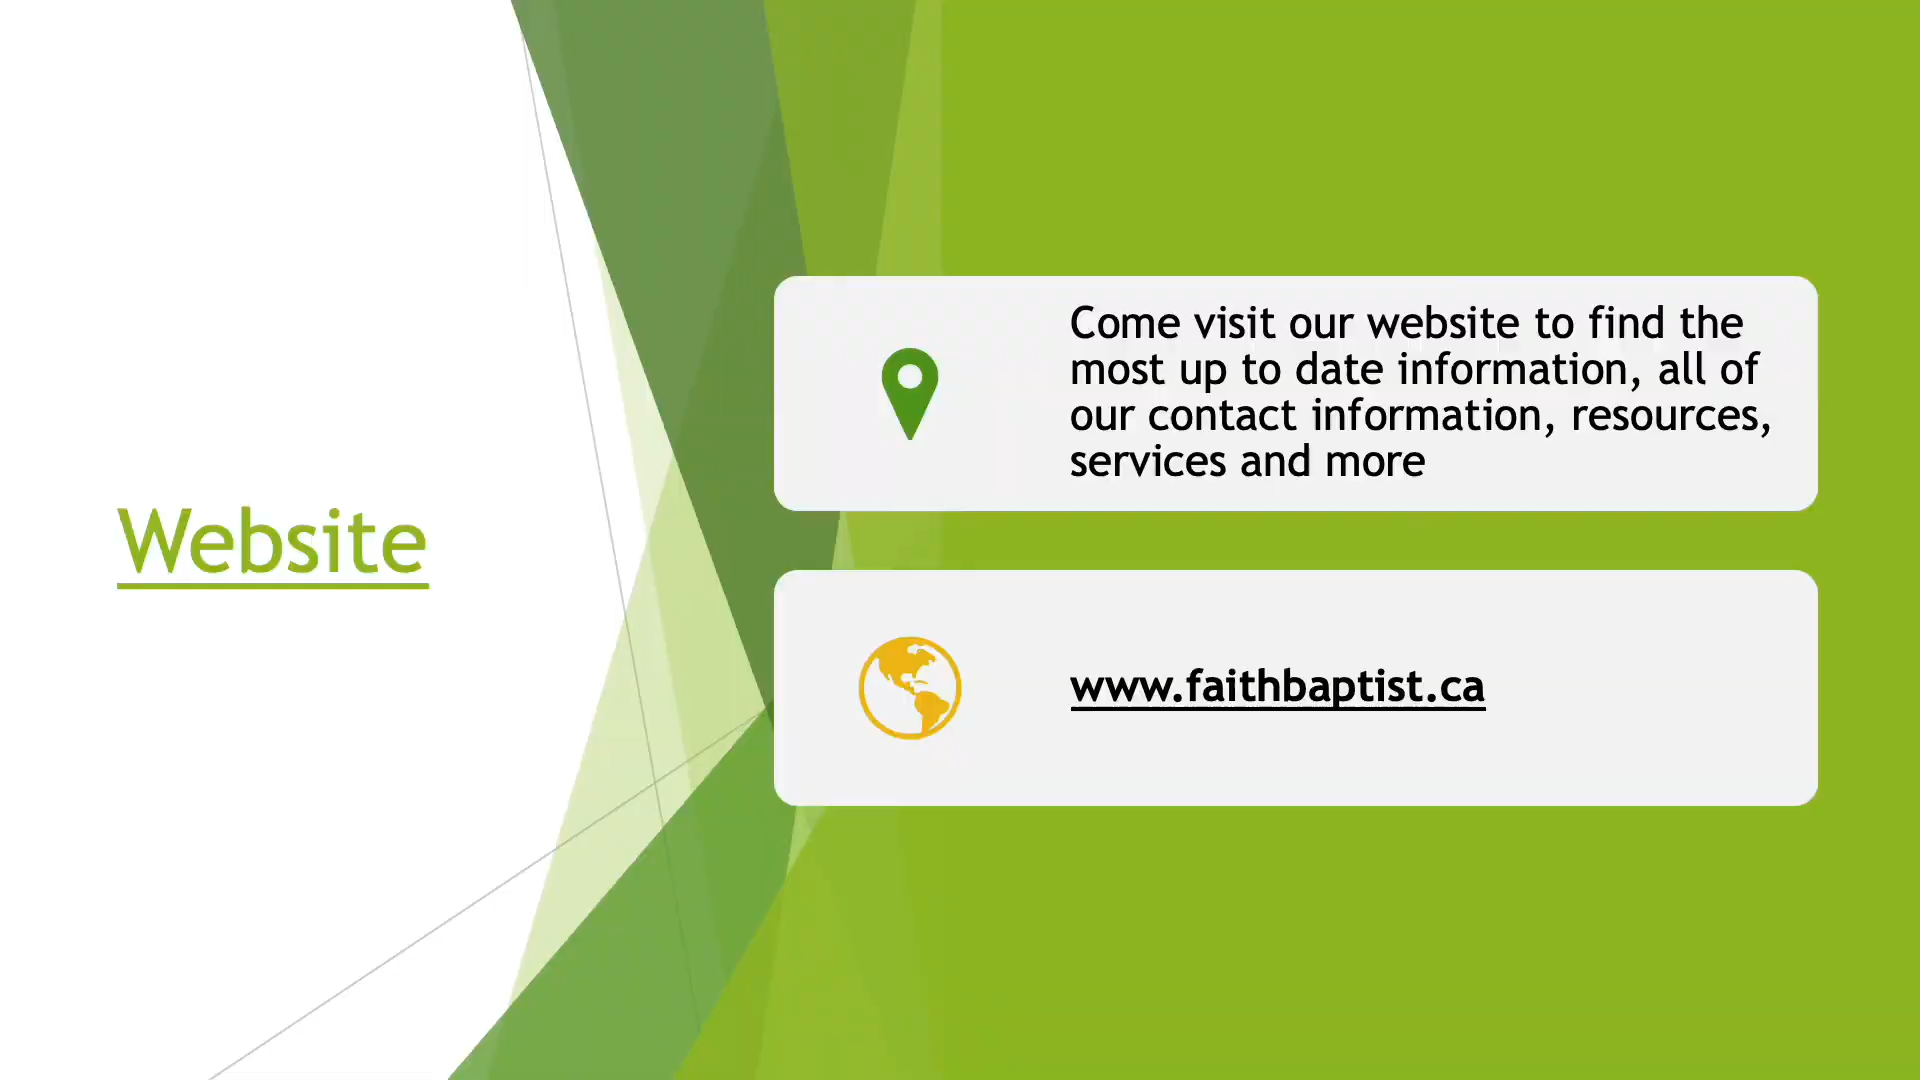 Website
Come visit our website to find the
most up to date information, all of
our contact information, resources,
services and more
www.faithbaptist.ca